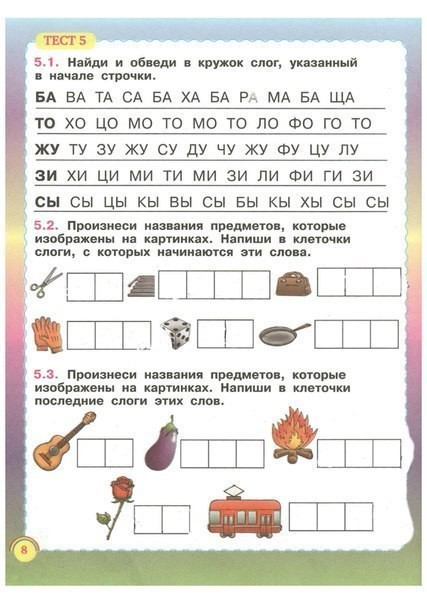 ТЕСТ 5
5.1. Найди и обведи в кружок слог, указанный
в начале строчки.
БА ВА ТА СА БА ХА БА РА МА БА ЩА
ТО ХО ЦО МО ТО МО ТО ЛО ФО ГО ТО
ЖУ ТУ ЗУ ЖУ СУ ДУ ЧУ ЖУ ФУ ЦУ ЛУ
ЗИ ХИ ЦИ МИ ТИ МИ ЗИ ЛИ ФИ ГИ ЗИ
СЫ СЫ ЦЫ КЫ ВЫ СЫ БЫ КЫ ХЫ СЫ СЫ
5.2. Произнеси названия предметов, которые
изображены на картинках. Напиши в клеточки
слоги, с которых начинаются эти слова.
5.3. Произнеси названия предметов, которые
изображены на картинках. Напиши в клеточки
последние слоги этих слов.
8